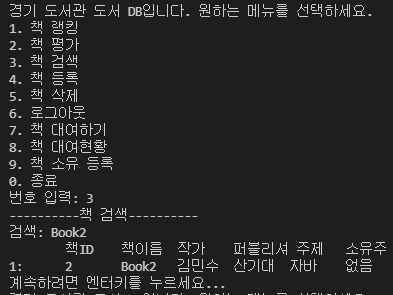 경기 도서관 도서 DB입니다. 원하는 메뉴를 선택하세요.
1. 책 랭킹
2. 책 평가
3. 책 검색
4. 책 등록
5. 책 삭제
6. 로그아웃
7. 책 대여하기
8. 책 대여현황
9. 책 소유 등록
0. 종료
번호 입력: 3
----------책 검색----------
검색: Book2
책ID 책이름 작가 퍼블리셔 주제 소유주
1: 2 Book2 김민수 산기대 자바 없음
계속하려면 엔터키를 누르세요...